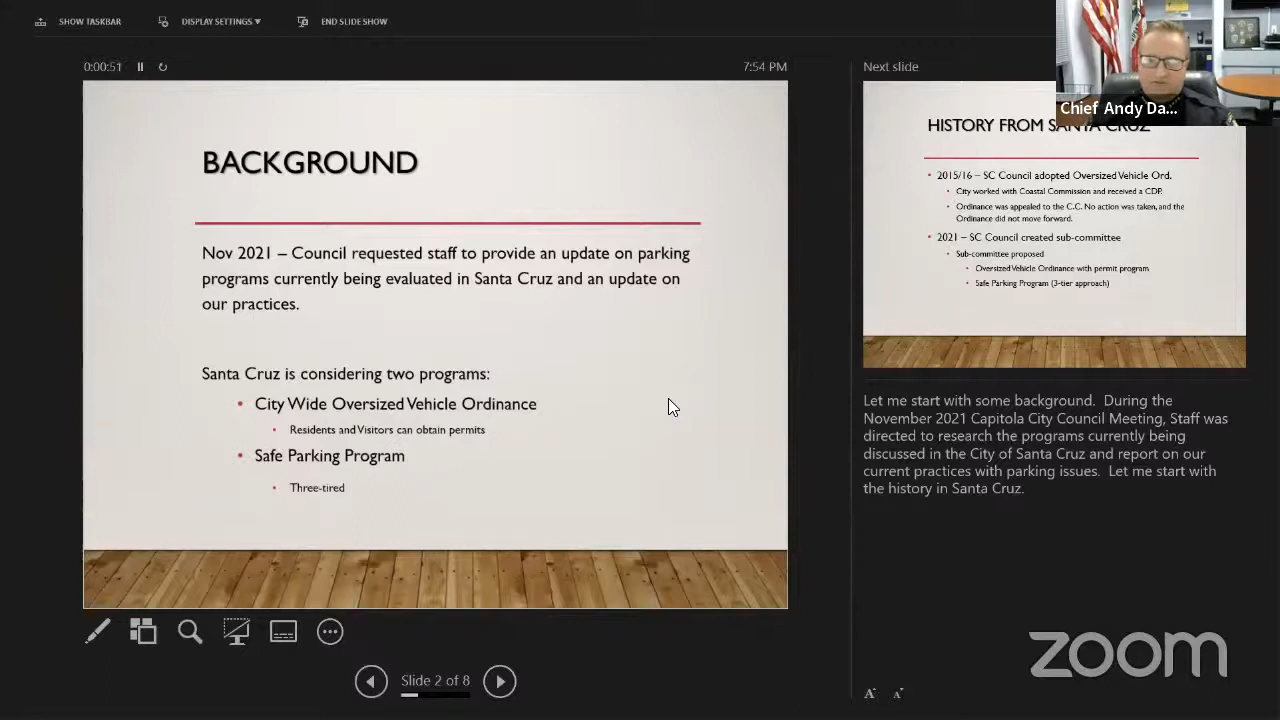 SHOW TASKBAR
DISPLAY SETTINGS
END SLIDE SHOW
0:00:51
7:54 PM
BACKGROUND
Nov 2021 – Council requested staff to provide an update on parking
programs currently being evaluated in Santa Cruz and an update on
our practices.
Santa Cruz is considering two programs:
• City Wide Oversized Vehicle Ordinance
• Residents and Visitors can obtain permits
• Safe Parking Program
• Three-tired
Slide 2 of 8
Next slide
Chief Andy Da...
HISTORY FROM SANTA CRUZ
• 2015/16 – SC Council adopted Oversized Vehicle Ord.
• City worked with Coastal Commission and received a CDP.
• Ordinance was appealed to the C.C. No action was taken, and the
Ordinance did not move forward.
• 2021 – SC Council created sub-committee
• Sub-committee proposed
• Oversized Vehicle Ordinance with permit program
• Safe Parking Program (3-tier approach)
Let me start with some background. During the
November 2021 Capitola City Council Meeting, Staff was
directed to research the programs currently being
discussed in the City of Santa Cruz and report on our
current practices with parking issues. Let me start with
the history in Santa Cruz.
zoom
A A